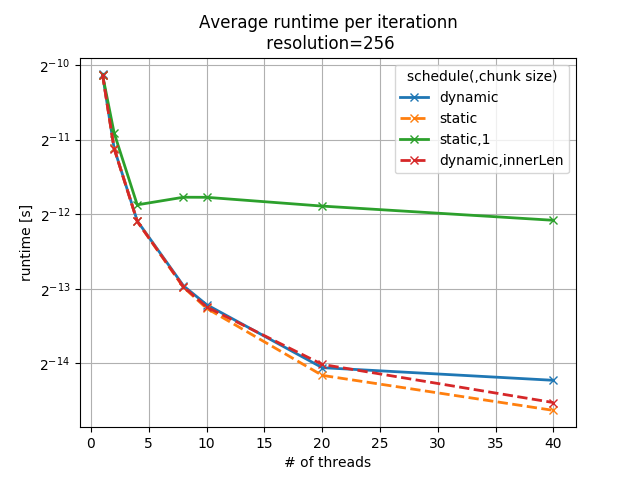 Average runtime per iterationn
resolution=256
schedule(,chunk size)
dynamic
static
static,1
dynamic,innerLen
runtime [s]
2^{-10}
2^{-11}
2^{-12}
2^{-13}
2^{-14}
0 5 10 15 20 25 30 35 40
# of threads